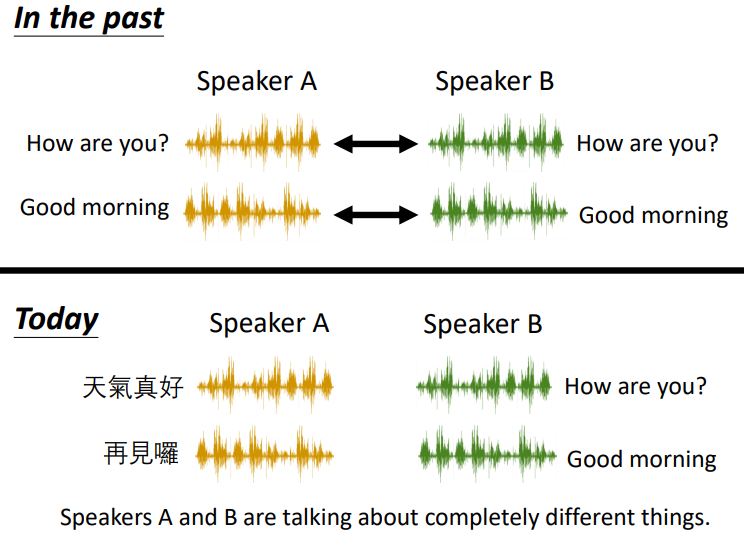 In the past
Speaker A Speaker B
How are you? How are you?
Good morning Good morning
Today
Speaker A Speaker B
天氣真好 How are you?
再見囉 Good morning
Speakers A and B are talking about completely different things.